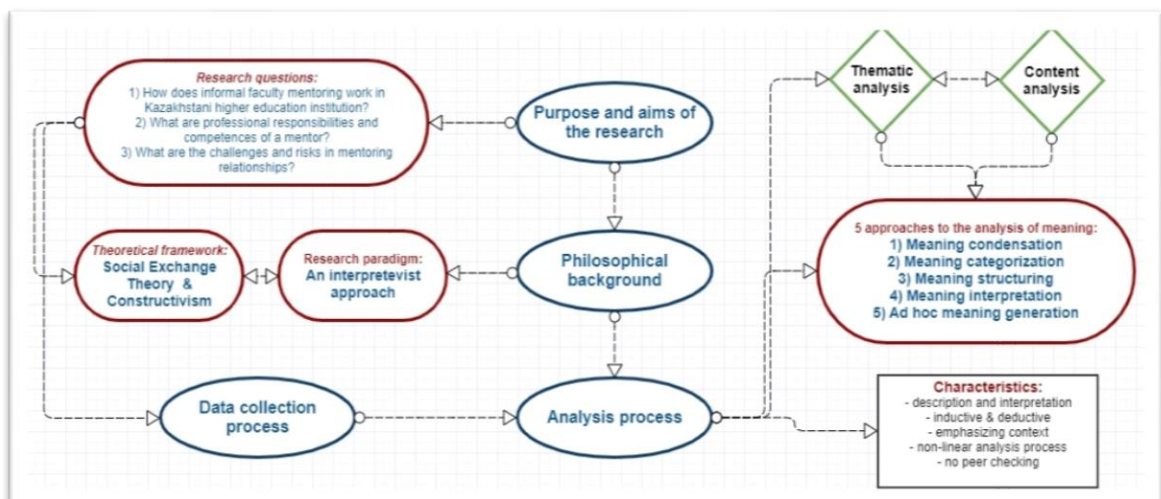 Research questions:
1) How does informal faculty mentoring work in
Kazakhstani higher education institution?
2) What are professional responsibilities and
competences of a mentor?
3) What are the challenges and risks in mentoring
relationships?
Purpose and aims of
the research
Thematic
analysis
Content
analysis
Theoretical framework:
Social Exchange
Theory &
Constructivism
Research paradigm:
An interpretevist
approach
Philosophical
background
5 approaches to the analysis of meaning:
1) Meaning condensation
2) Meaning categorization
3) Meaning structuring
4) Meaning interpretation
5) Ad hoc meaning generation
Data collection
process
Analysis process
Characteristics:
- description and interpretation
- inductive & deductive
- emphasizing context
- non-linear analysis process
- no peer checking